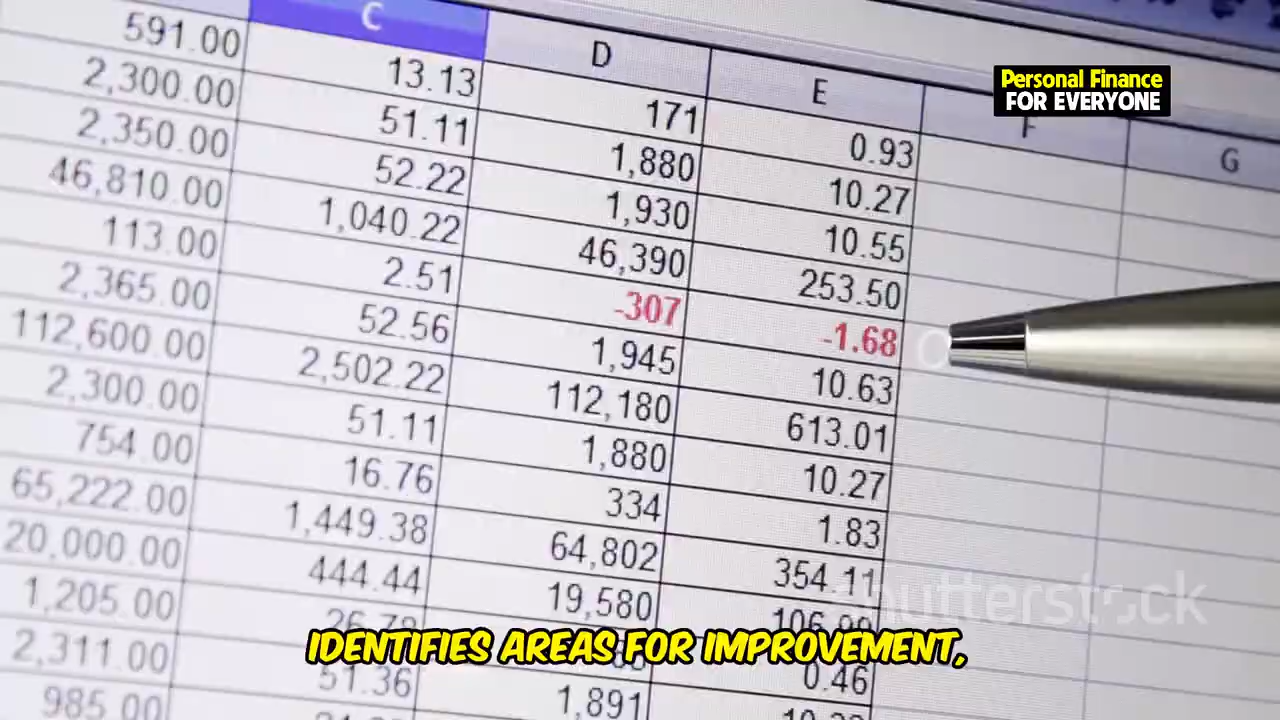 C D E F G
Personal Finance
FOR EVERYONE
591.00 13.13 171 0.93
2,300.00 51.11 1,880 10.27
2,350.00 52.22 1,930 10.55
46,810.00 1,040.22 46,390 253.50
113.00 2.51 -307 -1.68
2,365.00 52.56 1,945 10.63
112,600.00 2,502.22 112,180 613.01
2,300.00 51.11 1,880 10.27
754.00 16.76 334 1.83
65,222.00 1,449.38 64,802 354.11
20,000.00 444.44 19,580 106.99
1,205.00 26.78 0.46
2,311.00 51.36 1,891
985.00
shutterstock
IDENTIFIES AREAS FOR IMPROVEMENT,